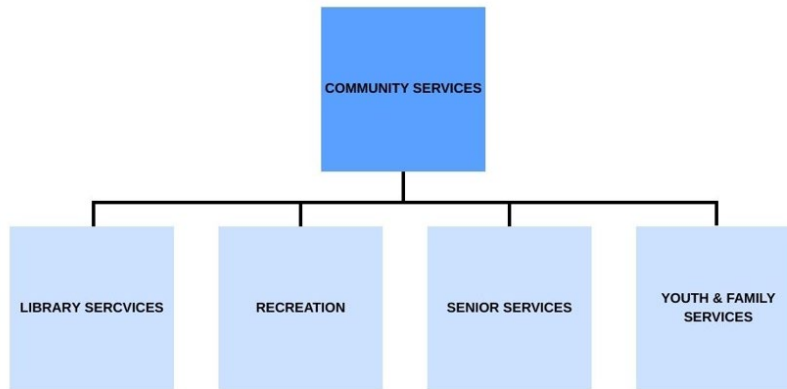 COMMUNITY SERVICES
LIBRARY SERCVICES
RECREATION
SENIOR SERVICES
YOUTH & FAMILY
SERVICES